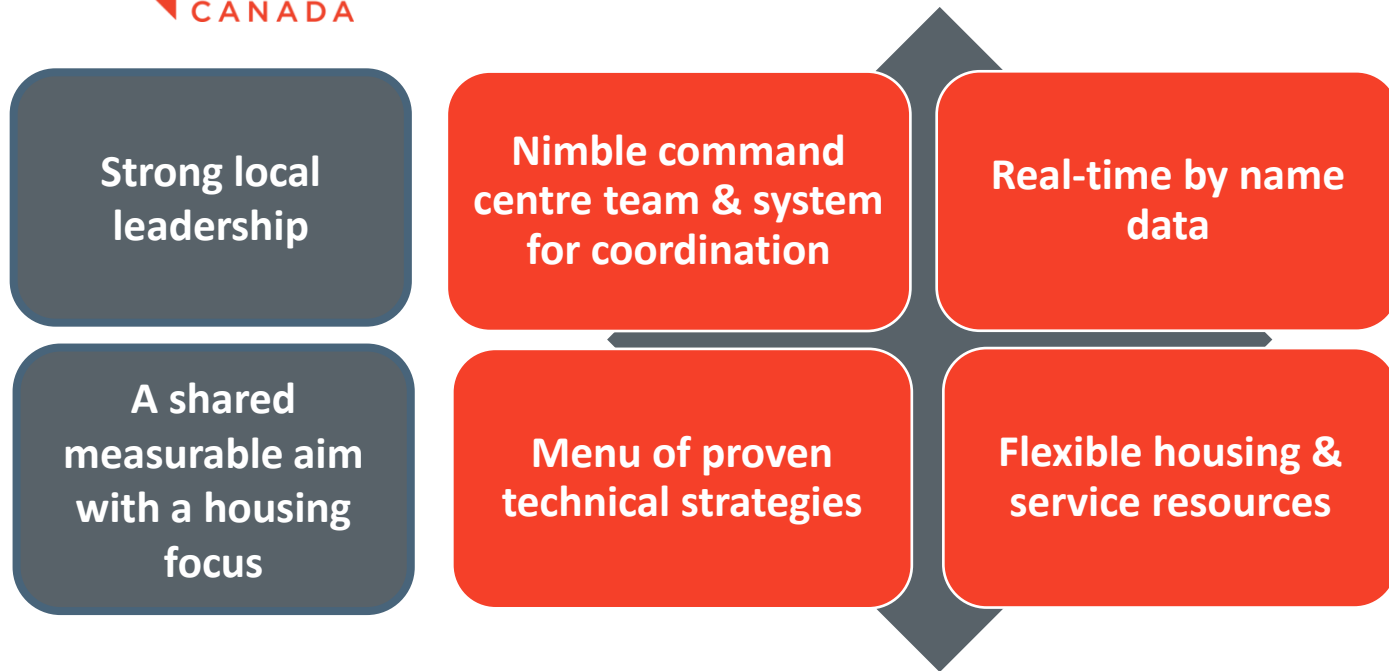 CANADA
Strong local
leadership
Nimble command
centre team & system
for coordination
Real-time by name
data
A shared
measurable aim
with a housing
focus
Menu of proven
technical strategies
Flexible housing &
service resources